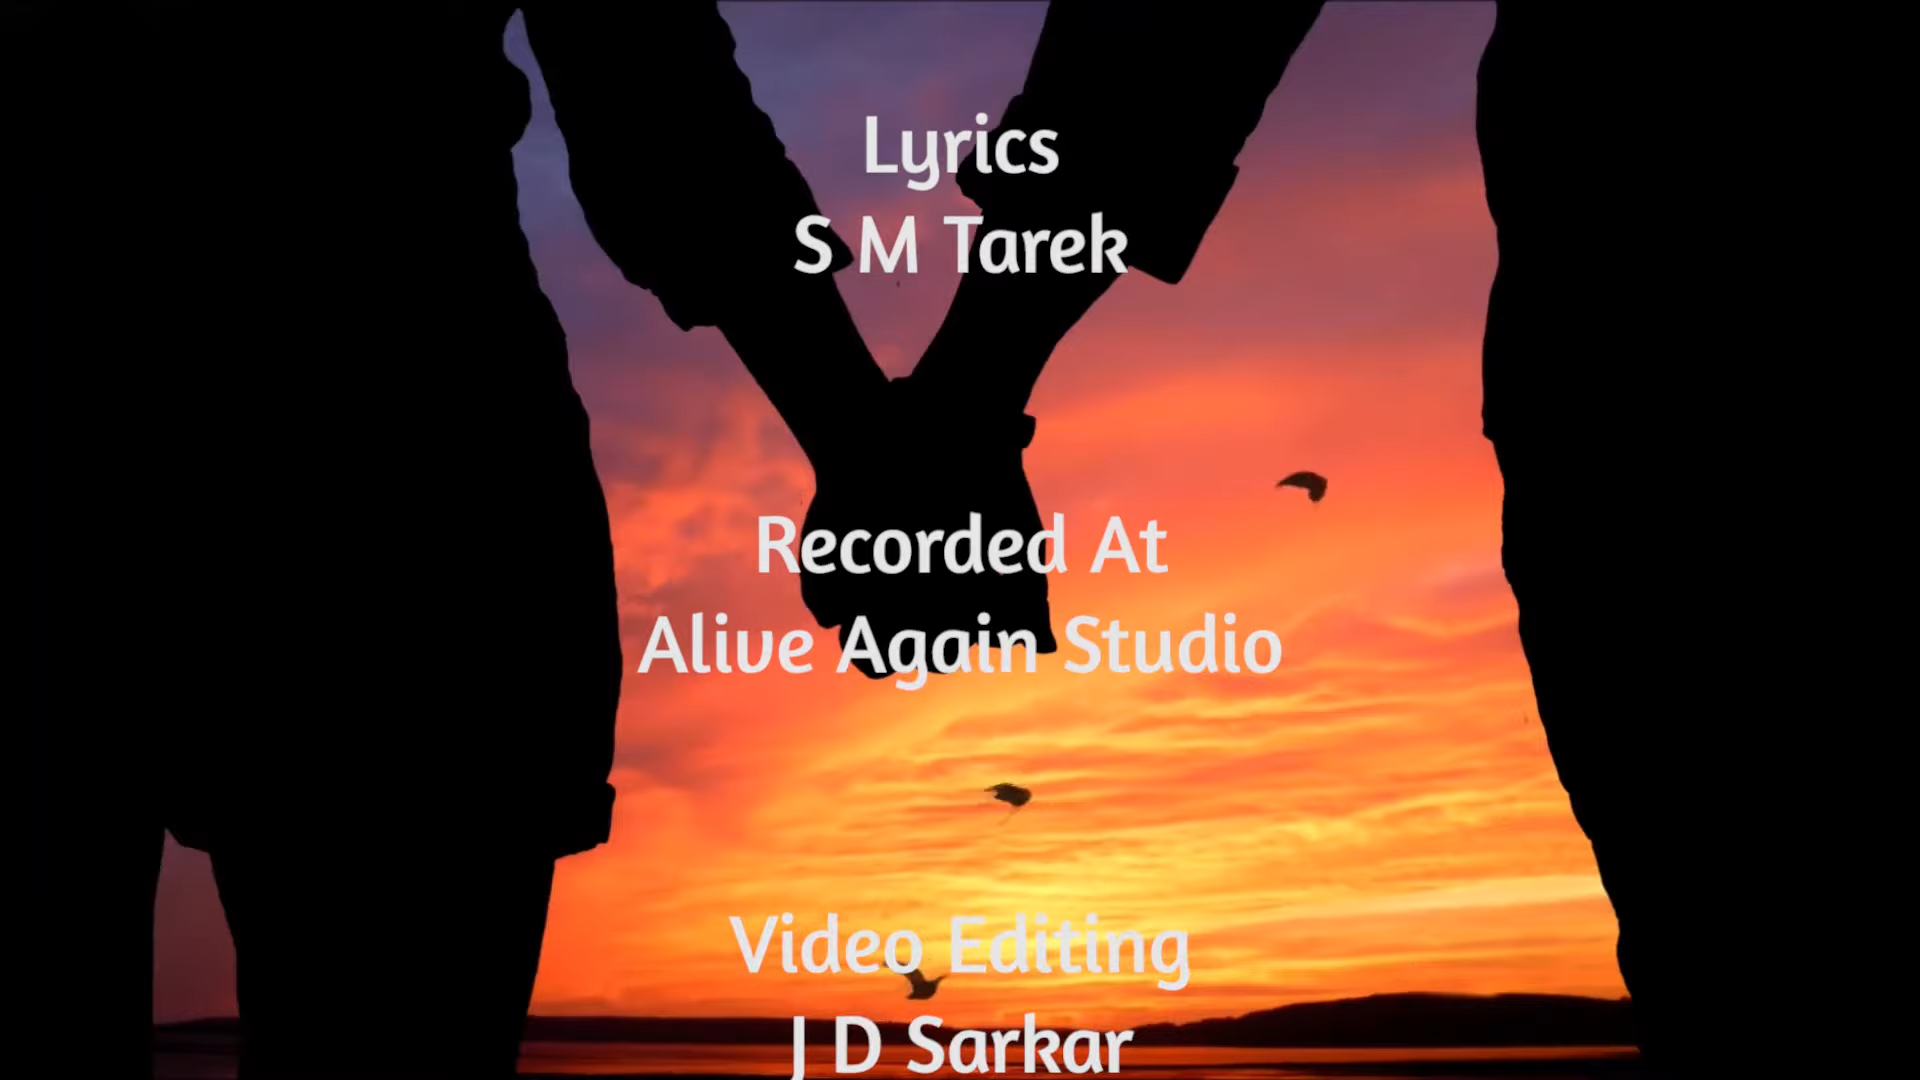 Lyrics
S M Tarek
Recorded At
Alive Again Studio
Video Editing
J D Sarkar